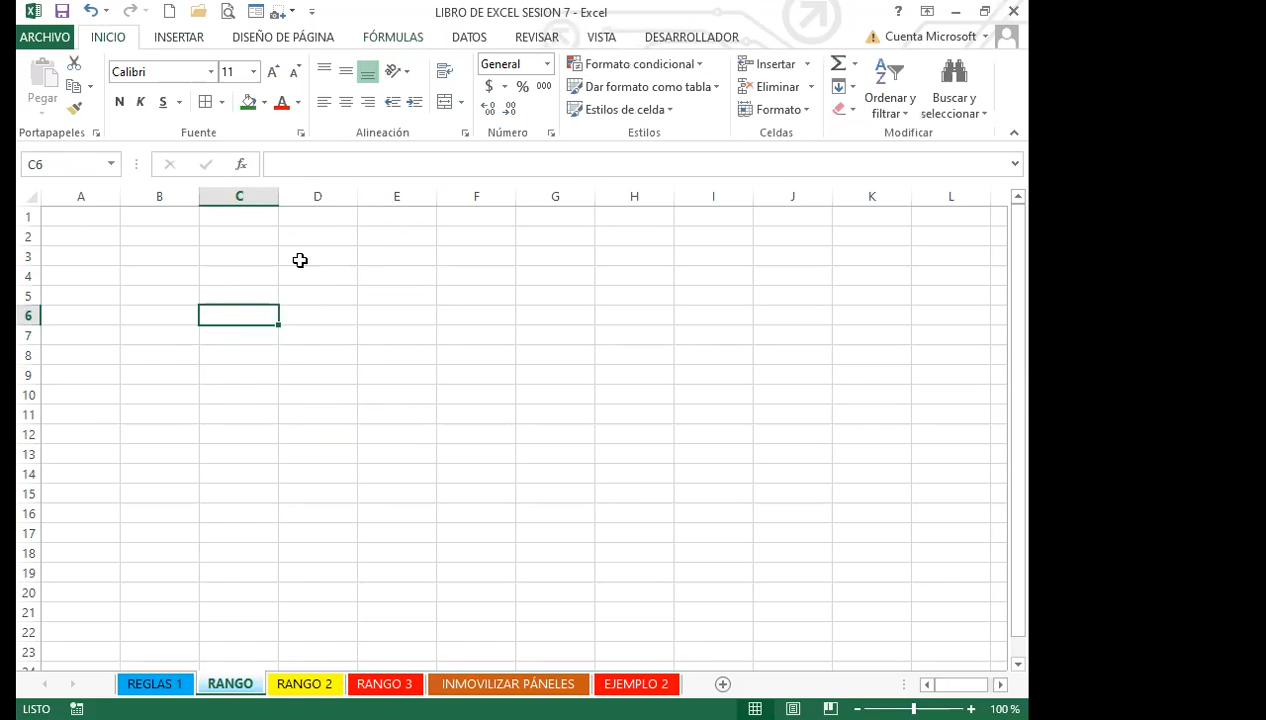 LIBRO DE EXCEL SESION 7 - Excel
?
ARCHIVO INICIO INSERTAR DISEÑO DE PÁGINA FÓRMULAS DATOS REVISAR VISTA DESARROLLADOR Cuenta Microsoft
Pegar
Portapapeles
Calibri 11
N K S A
Fuente
Alineación
General
$ % 000
Número
Formato condicional
Dar formato como tabla
Estilos de celda
Estilos
Insertar
Eliminar
Formato
Celdas
Ordenar y filtrar
Buscar y seleccionar
Modificar
C6 fx
A B C D E F G H I J K L
1
2
3
4
5
6
7
8
9
10
11
12
13
14
15
16
17
18
19
20
21
22
23
24
REGLAS 1 RANGO RANGO 2 RANGO 3 INMOVILIZAR PÁNELES EJEMPLO 2
LISTO 100 %